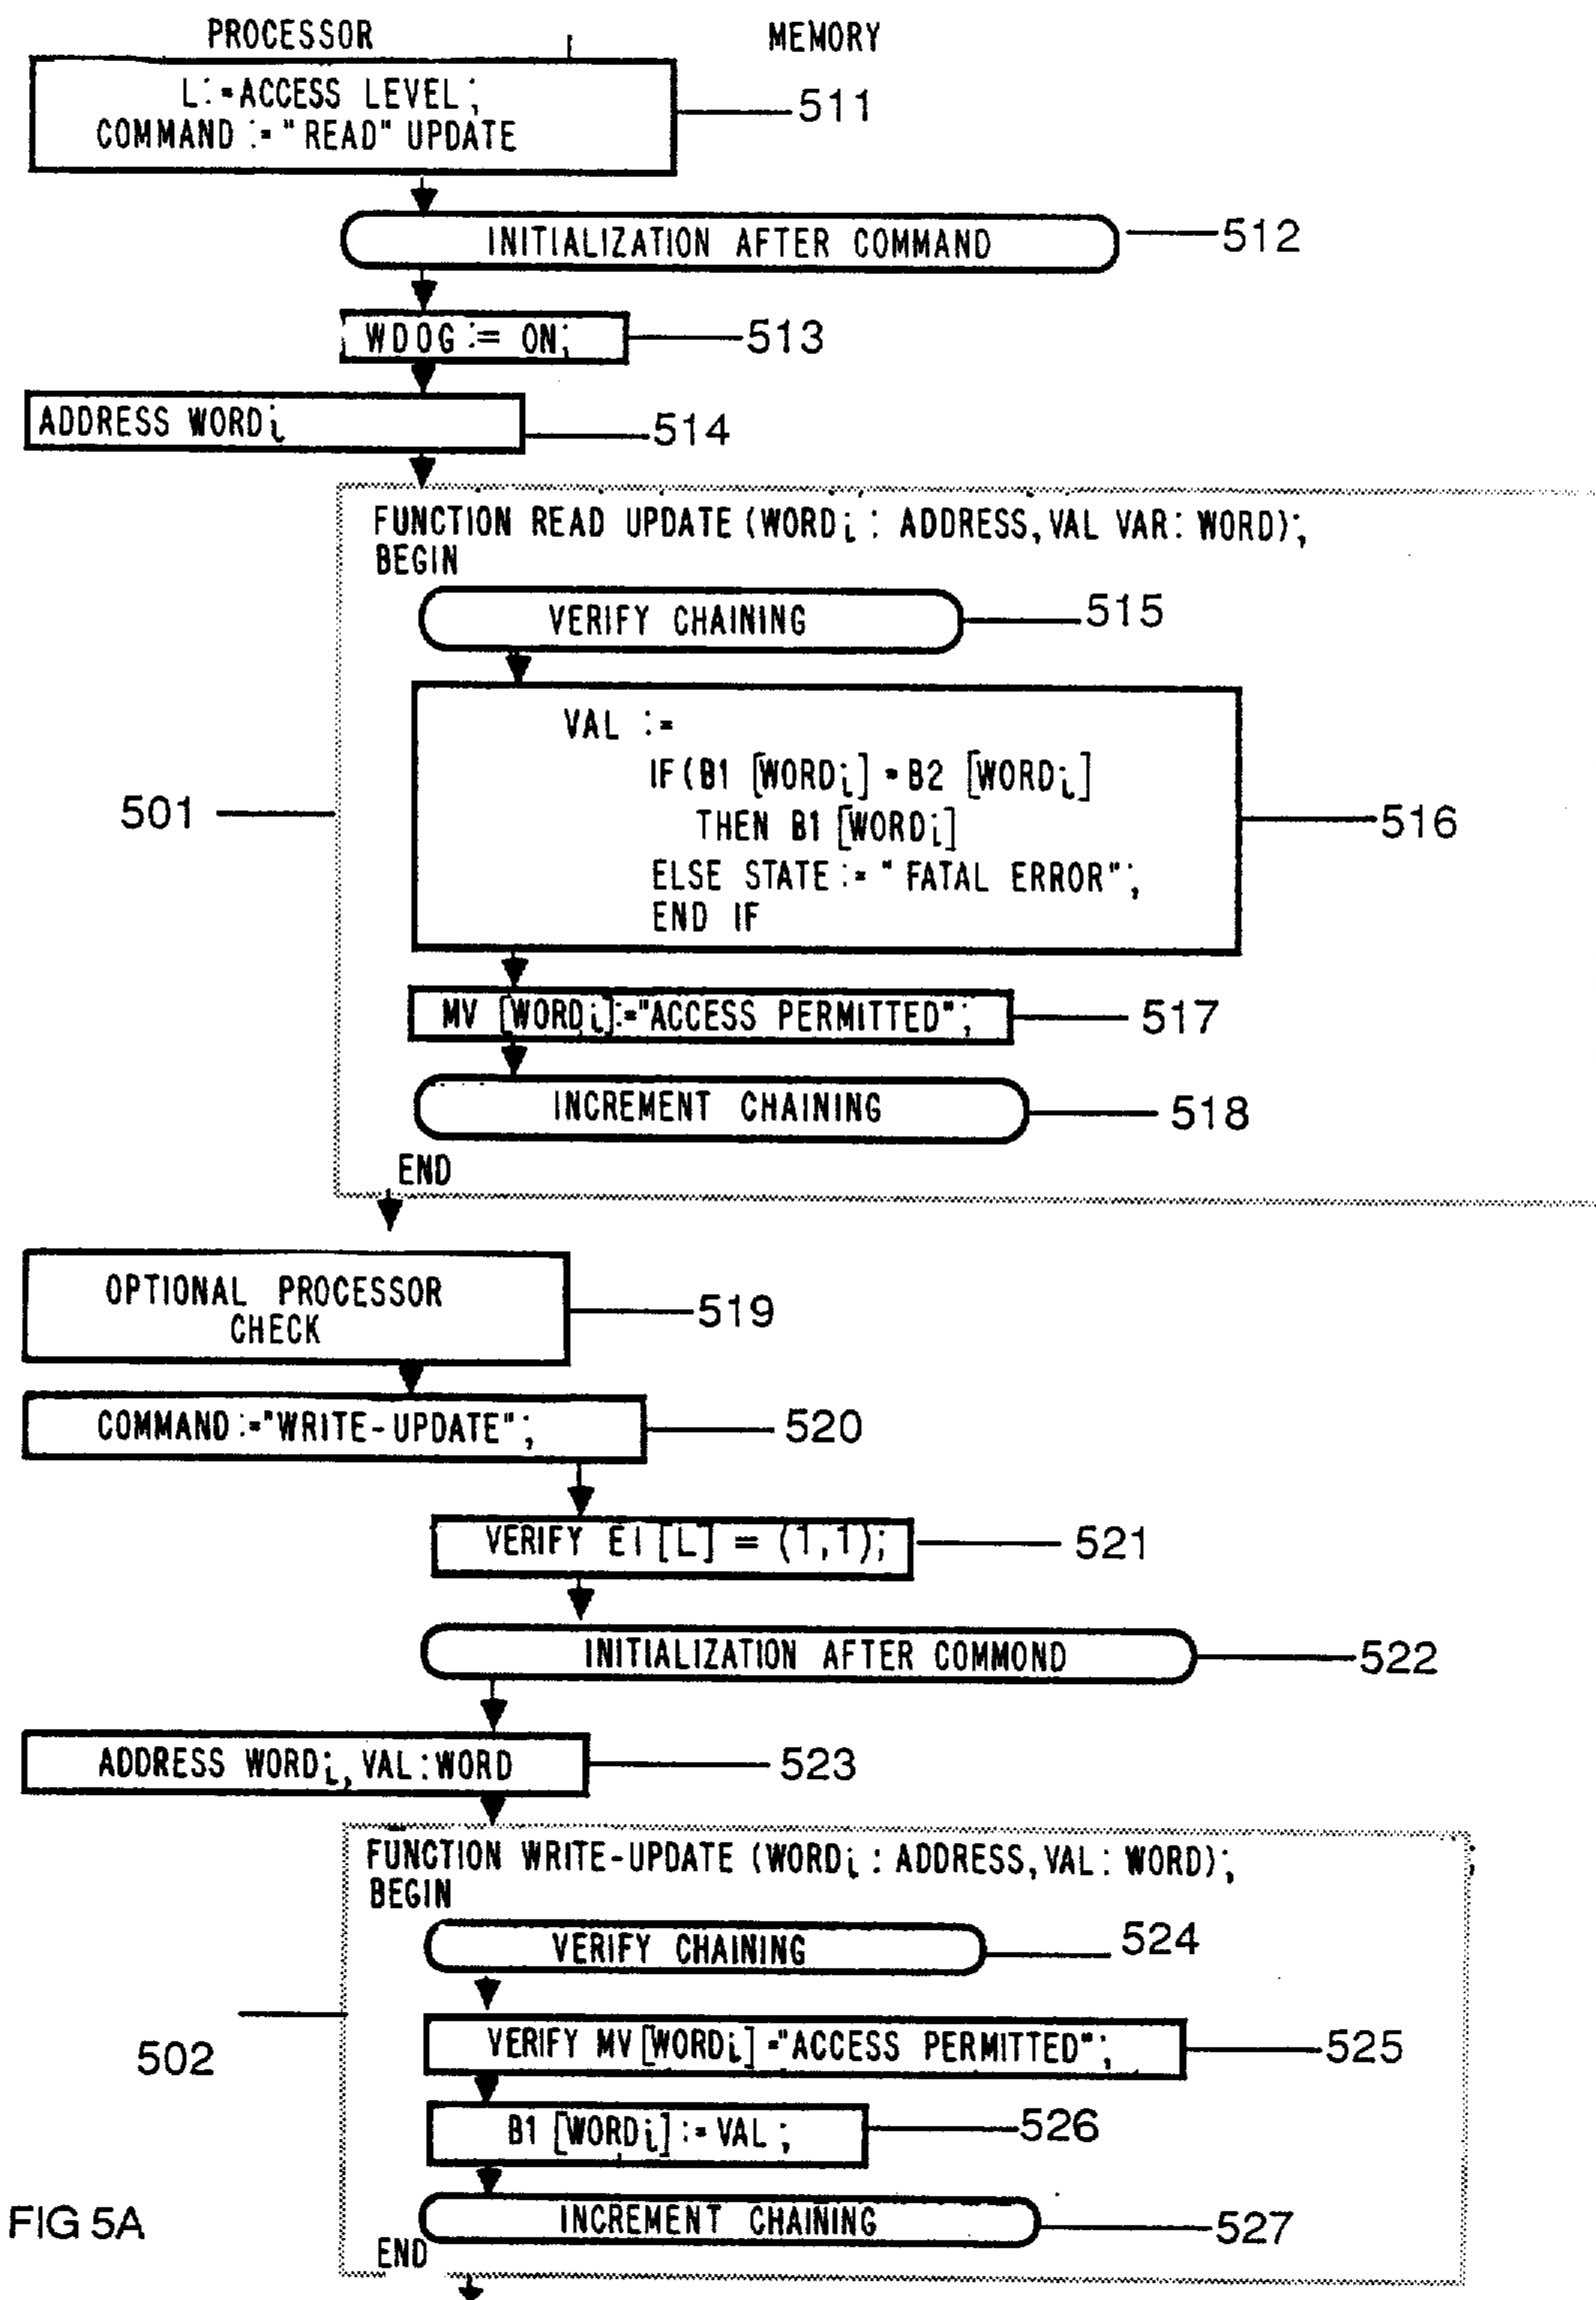 PROCESSOR MEMORY
L:=ACCESS LEVEL;
COMMAND := "READ" UPDATE
511
INITIALIZATION AFTER COMMAND
512
WDOG := ON;
513
ADDRESS WORDi
514
FUNCTION READ UPDATE (WORDi : ADDRESS, VAL VAR: WORD);
BEGIN
VERIFY CHAINING
515
VAL :=
IF(B1 [WORDi] = B2 [WORDi]
THEN B1 [WORDi]
ELSE STATE := " FATAL ERROR";
END IF
501
516
MV [WORDi]:="ACCESS PERMITTED";
517
INCREMENT CHAINING
518
END
OPTIONAL PROCESSOR
CHECK
519
COMMAND :="WRITE-UPDATE";
520
VERIFY EI [L] = (1,1);
521
INITIALIZATION AFTER COMMOND
522
ADDRESS WORDi, VAL:WORD
523
FUNCTION WRITE-UPDATE (WORDi : ADDRESS, VAL: WORD);
BEGIN
VERIFY CHAINING
524
VERIFY MV[WORDi] ="ACCESS PERMITTED";
525
502
B1 [WORDi] := VAL ;
526
INCREMENT CHAINING
527
END
FIG 5A